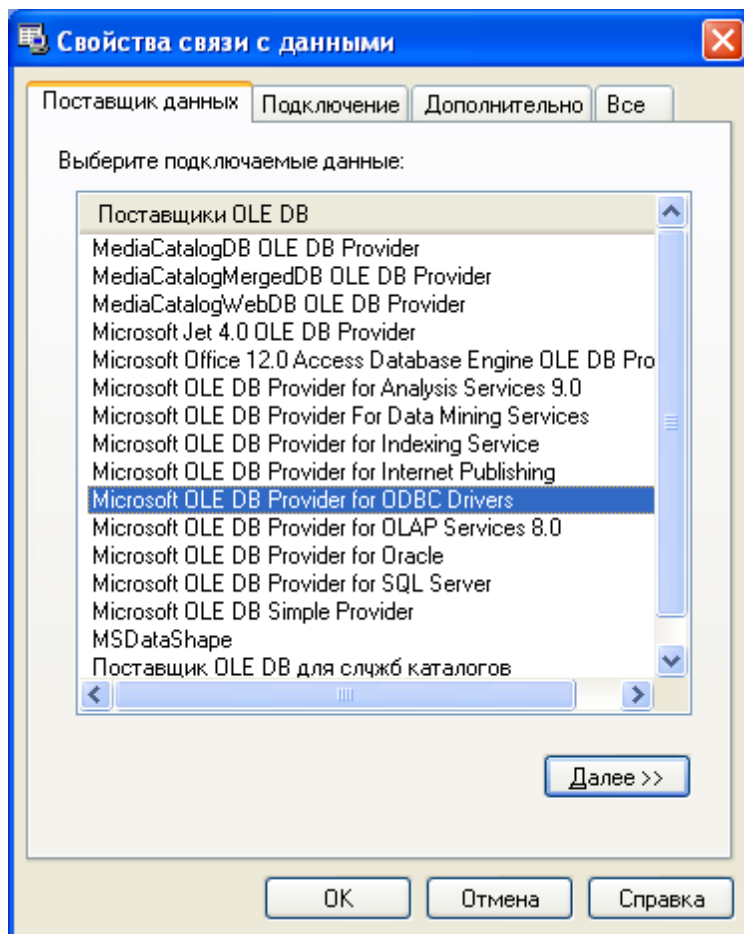 Свойства связи с данными
Поставщик данных Подключение Дополнительно Все
Выберите подключаемые данные:
Поставщики OLE DB
MediaCatalogDB OLE DB Provider
MediaCatalogMergedDB OLE DB Provider
MediaCatalogWebDB OLE DB Provider
Microsoft Jet 4.0 OLE DB Provider
Microsoft Office 12.0 Access Database Engine OLE DB Pro
Microsoft OLE DB Provider for Analysis Services 9.0
Microsoft OLE DB Provider For Data Mining Services
Microsoft OLE DB Provider for Indexing Service
Microsoft OLE DB Provider for Internet Publishing
Microsoft OLE DB Provider for ODBC Drivers
Microsoft OLE DB Provider for OLAP Services 8.0
Microsoft OLE DB Provider for Oracle
Microsoft OLE DB Provider for SQL Server
Microsoft OLE DB Simple Provider
MSDataShape
Поставщик OLE DB для служб каталогов
Далее >>
OK Отмена Справка